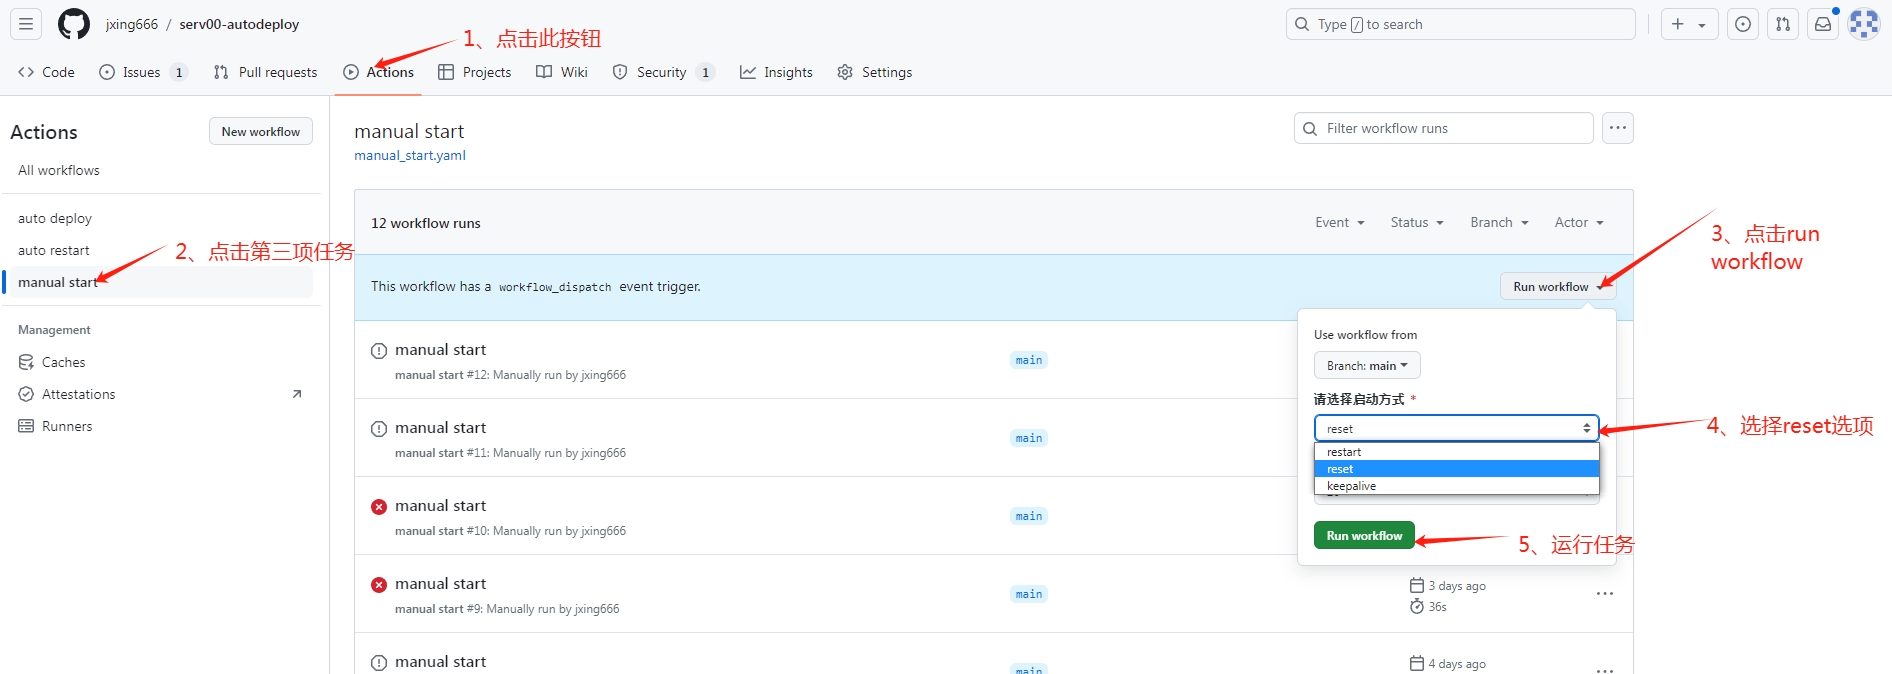 jxing666 / serv00-autodeploy
Type / to search
1、点击此按钮
Code
Issues 1
Pull requests
Actions
Projects
Wiki
Security 1
Insights
Settings
Actions
New workflow
All workflows
auto deploy
auto restart
manual start
2、点击第三项任务
Management
Caches
Attestations
Runners
manual start
manual_start.yaml
Filter workflow runs
12 workflow runs
Event
Status
Branch
Actor
This workflow has a workflow_dispatch event trigger.
Run workflow
3、点击run
workflow
Use workflow from
Branch: main
请选择启动方式 *
reset
restart
reset
keepalive
4、选择reset选项
Run workflow
5、运行任务
manual start
manual start #12: Manually run by jxing666
main
manual start
manual start #11: Manually run by jxing666
main
manual start
manual start #10: Manually run by jxing666
main
manual start
manual start #9: Manually run by jxing666
main
3 days ago
36s
manual start
main
4 days ago